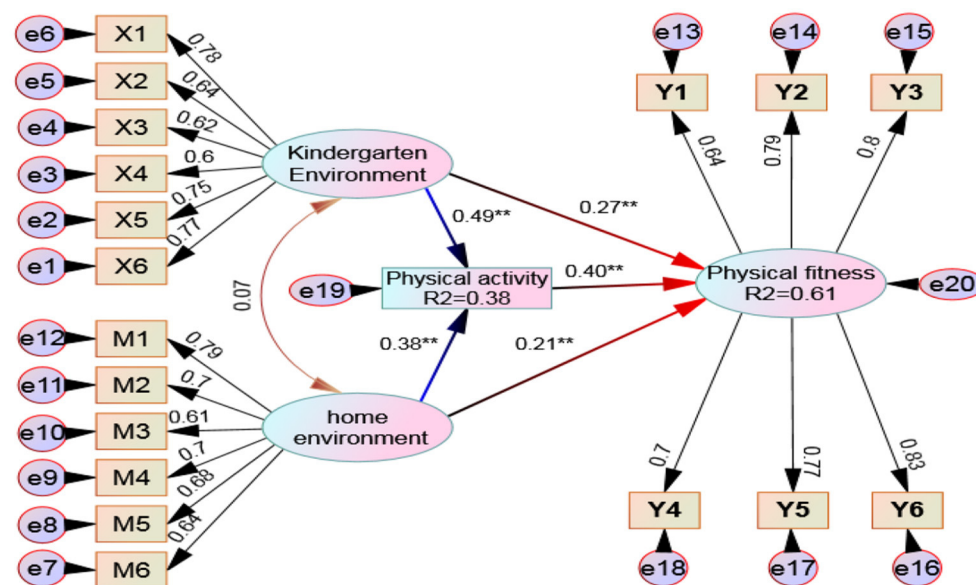 e6
X1
0.78
e5
X2
0.64
e4
X3
0.62
e3
X4
0.6
e2
X5
0.75
e1
X6
0.77
Kindergarten
Environment
0.07
e12
M1
0.79
e11
M2
0.7
e10
M3
0.61
e9
M4
0.7
e8
M5
0.68
e7
M6
0.64
home
environment
0.49**
0.27**
e19
Physical activity
R2=0.38
0.40**
0.38**
0.21**
e13
e14
e15
Y1
Y2
Y3
0.64
0.79
0.8
Physical fitness
R2=0.61
e20
0.7
0.77
0.83
Y4
Y5
Y6
e18
e17
e16